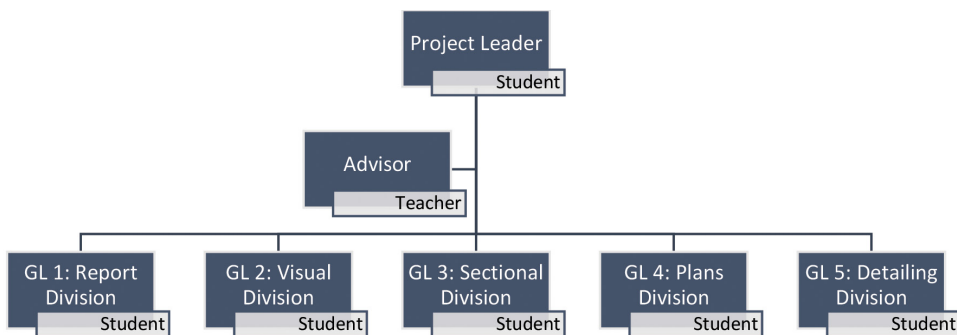 Project Leader
Student
Advisor
Teacher
GL 1: Report
Division
Student
GL 2: Visual
Division
Student
GL 3: Sectional
Division
Student
GL 4: Plans
Division
Student
GL 5: Detailing
Division
Student